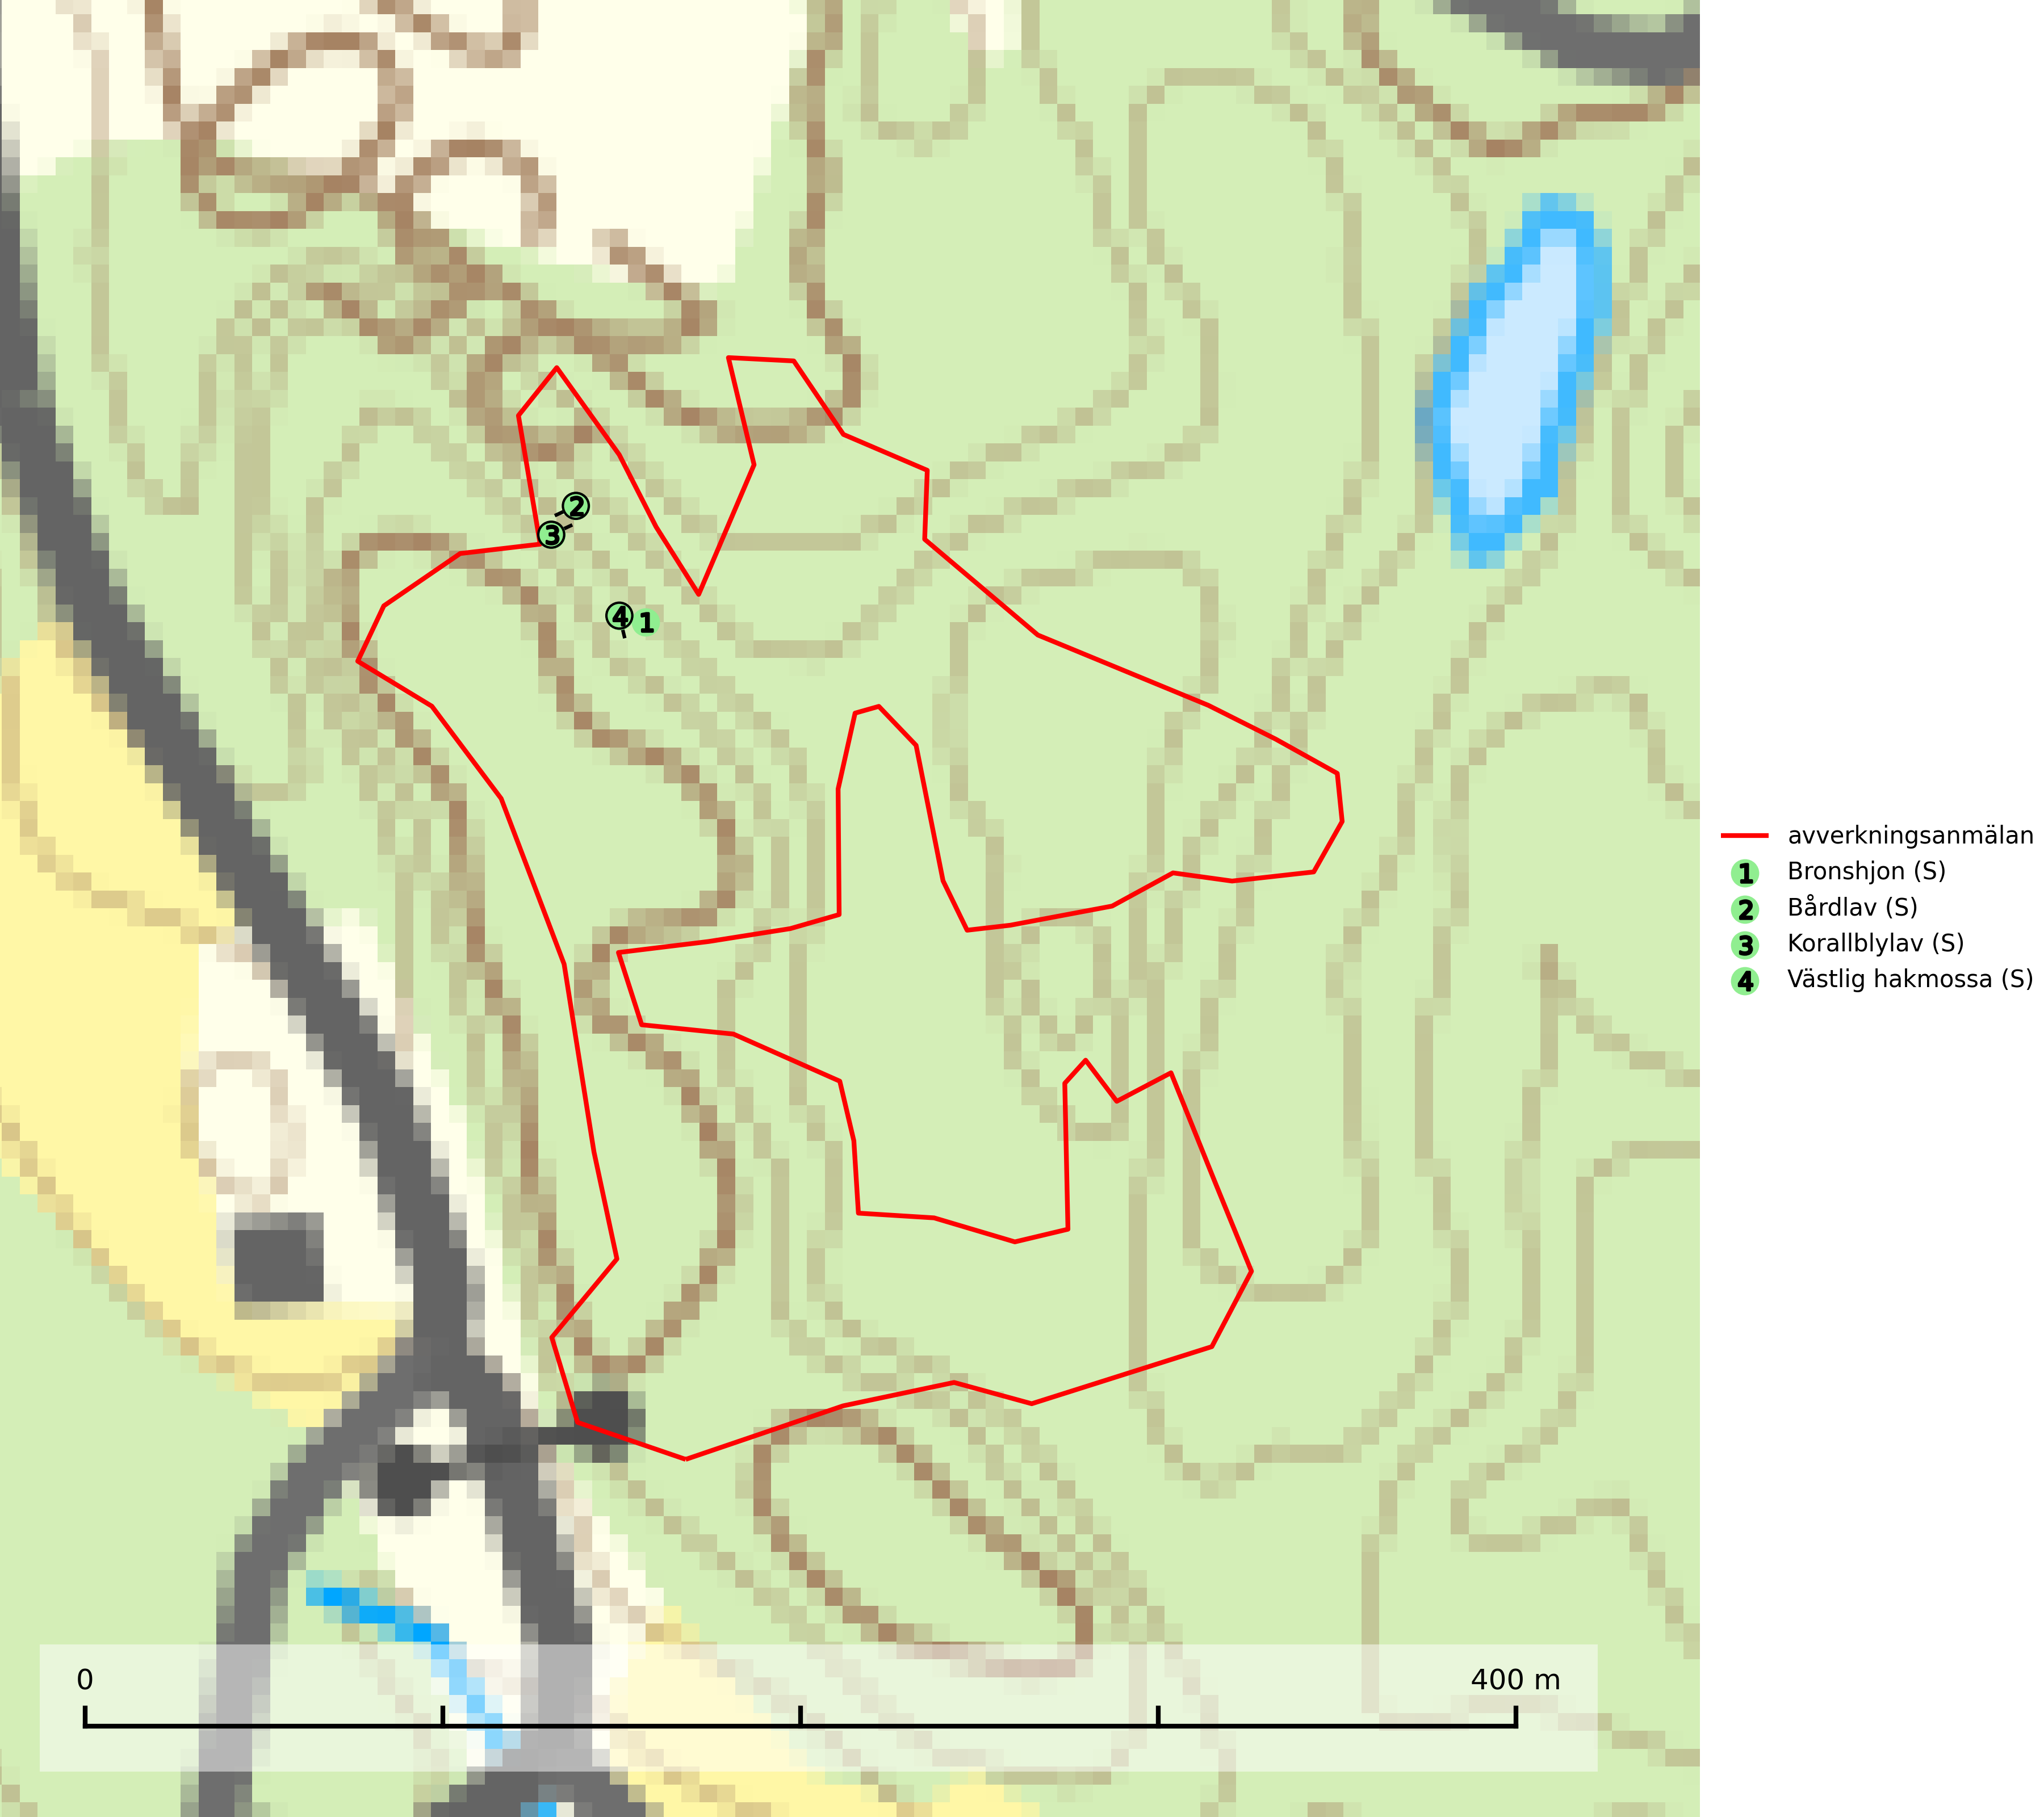 2
3
4 1
avverkningsanmälan
1 Bronshjon (S)
2 Bårdlav (S)
3 Korallblylav (S)
4 Västlig hakmossa (S)
0 400 m